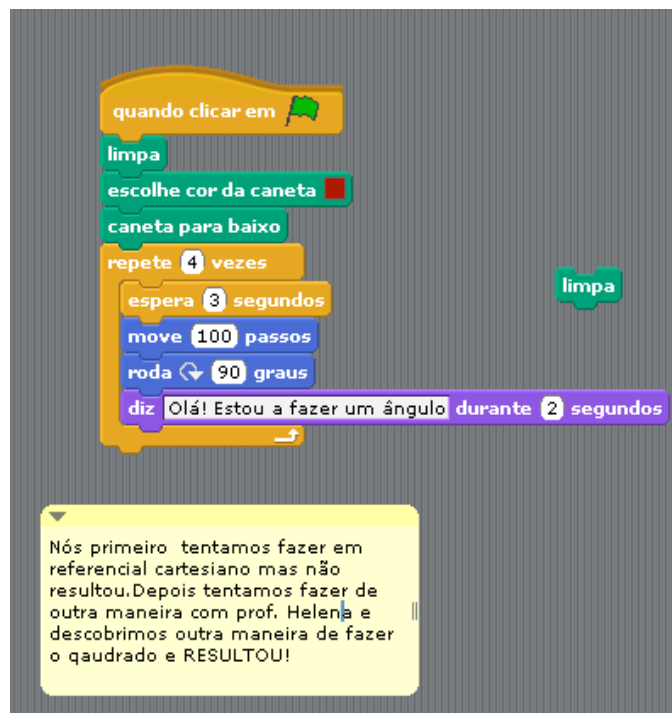 quando clicar em
limpa
escolhe cor da caneta
caneta para baixo
repete 4 vezes
espera 3 segundos
move 100 passos
roda 90 graus
diz Olá! Estou a fazer um ângulo durante 2 segundos
limpa
Nós primeiro tentamos fazer em
referencial cartesiano mas não
resultou.Depois tentamos fazer de
outra maneira com prof. Helena e
descobrimos outra maneira de fazer
o qaudrado e RESULTOU!